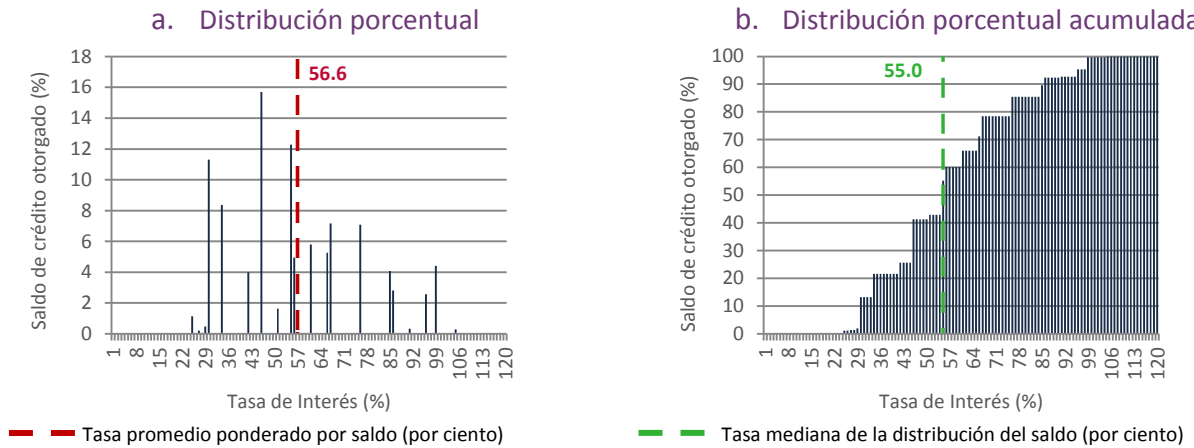 a. Distribución porcentual
18
16
14
12
10
8
6
4
2
0
Saldo de crédito otorgado (%)
56.6
1 8 15 22 29 36 43 50 57 64 71 78 85 92 99 106 113 120
Tasa de Interés (%)
Tasa promedio ponderado por saldo (por ciento)
b. Distribución porcentual acumulada
100
90
80
70
60
50
40
30
20
10
0
Saldo de crédito otorgado (%)
55.0
1 8 15 22 29 36 43 50 57 64 71 78 85 92 99 106 113 120
Tasa de Interés (%)
Tasa mediana de la distribución del saldo (por ciento)